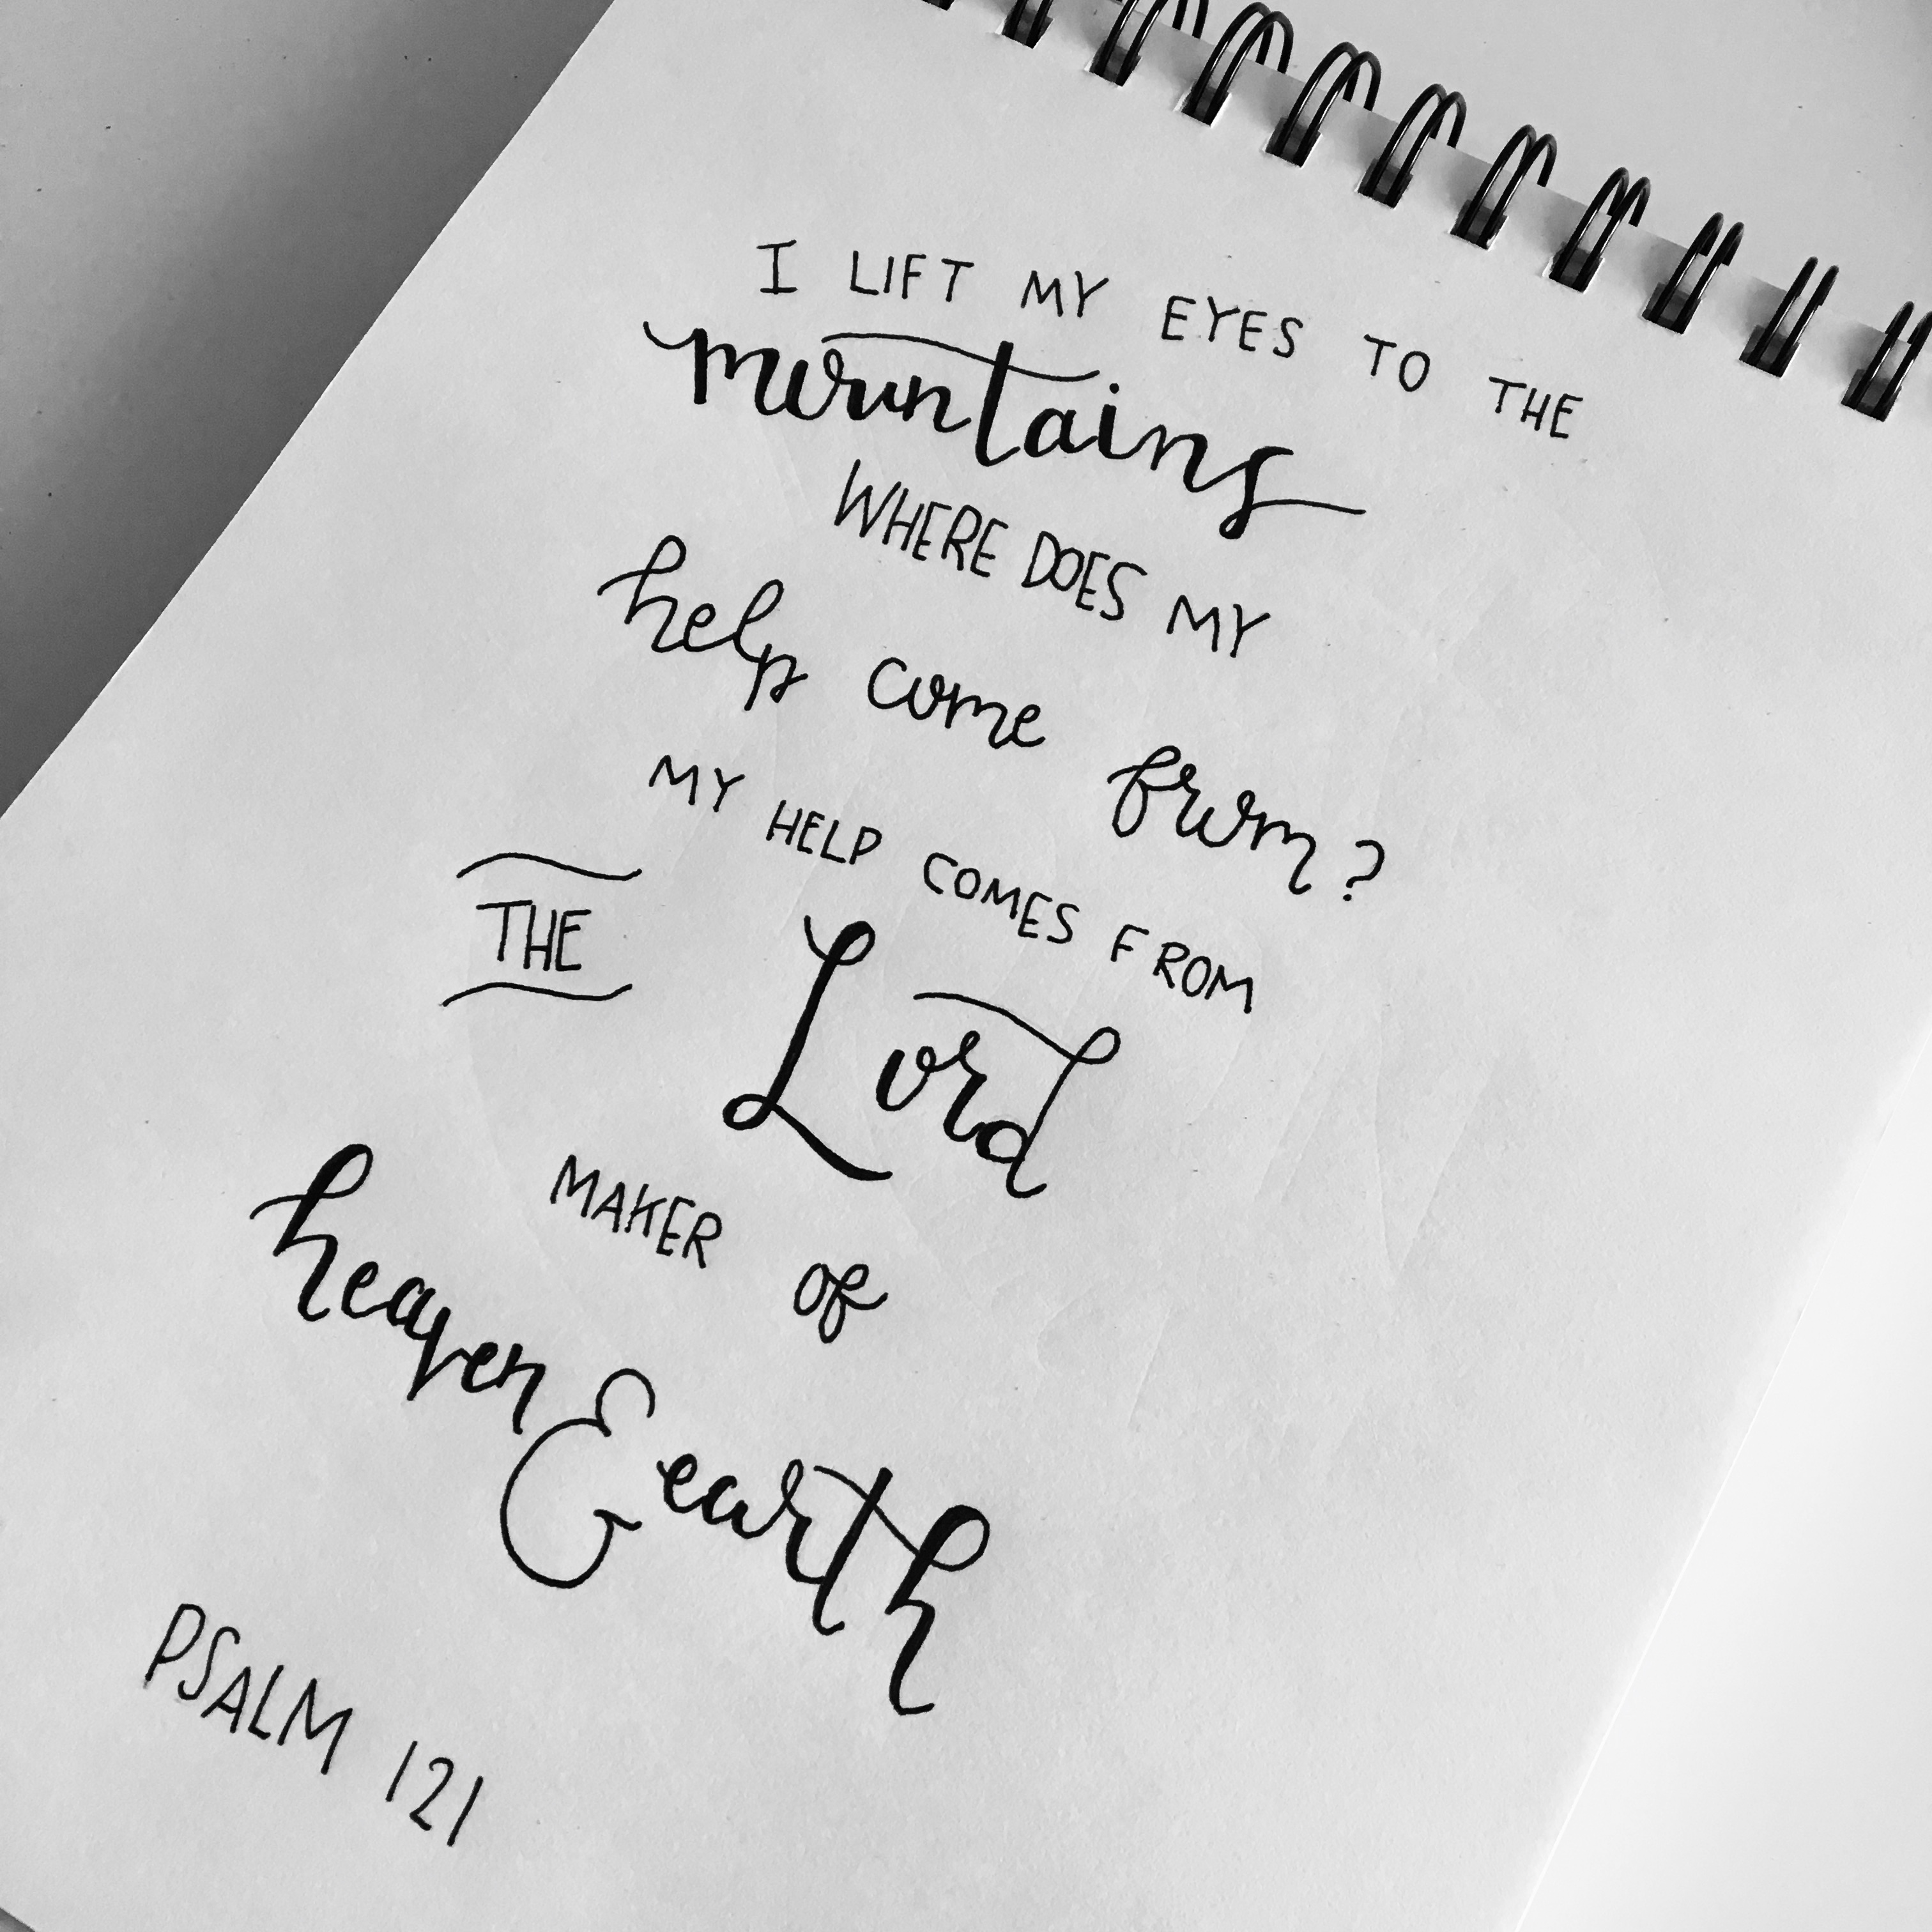 I LIFT MY EYES TO THE
mountains
WHERE DOES MY
help come from?
MY HELP COMES FROM
THE Lord
MAKER of
heaven & earth
PSALM 121